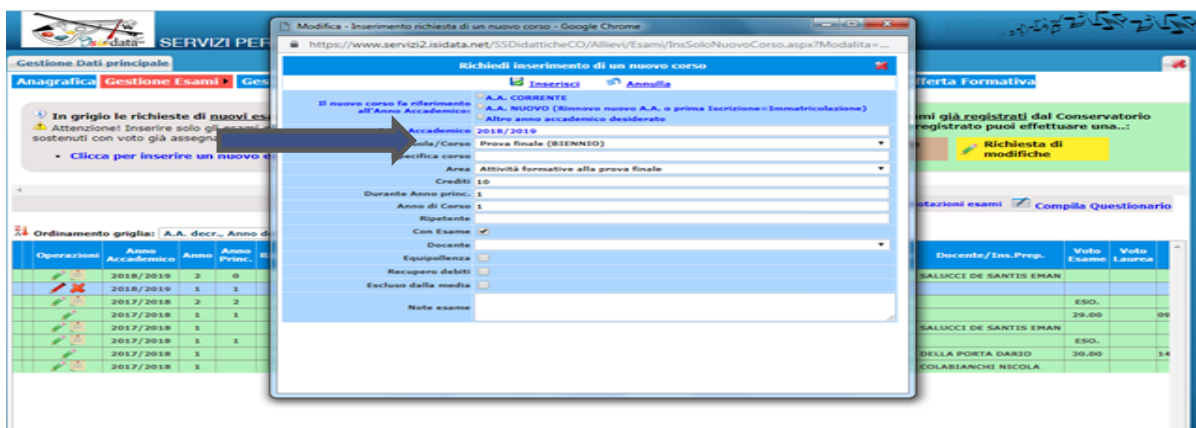 Modifica - Inserimento richiesta di un nuovo corso - Google Chrome
Isidata
SERVIZI PER
https://www.servizi2.isidata.net/SSDidatticheCO/Allievi/Esami/InsSoloNuovoCorso.aspx?Modalita=...
Gestione Dati principale
Richiedi inserimento di un nuovo corso
Anagrafica Gestione Esami Ges
Inserisci Annulla
fferta Formativa
Il nuovo corso fa riferimento all'Anno Accademico:
A.A. CORRENTE
A.A. NUOVO (Rinnovo nuovo A.A. o prima Iscrizione=Immatricolazione)
Altro anno accademico desiderato
In grigio le richieste di nuovi esa
Attenzione! Inserire solo gli esami
sostenuti con voto già assegna
Clicca per inserire un nuovo e
mi già registrati dal Conservatorio
registrato puoi effettuare una..:
Richiesta di modifiche
Accademico 2018/2019
ola/Corso Prova finale (BIENNIO)
ecifica corso
Area Attività formative alla prova finale
Crediti 10
Durante Anno princ. 1
Anno di Corso 1
Ripetente
Con Esame
Docente
Equipollenza
Recupero debiti
Escluso dalla media
Note esame
otazioni esami Compila Questionario
Ordinamento griglia: A.A. decr., Anno d
Operazioni Anno Accademico Anno Anno Princ. Docente/Ins.Prep. Voto Esame Voto Laurea
2018/2019 2 0 SALUCCI DE SANTIS EMAN
2018/2019 1 1
2017/2018 2 2 ESO.
2017/2018 1 1 29.00 09
2017/2018 1 SALUCCI DE SANTIS EMAN
2017/2018 1 1 ESO.
2017/2018 1 DELLA PORTA DARIO 30.00 14
2017/2018 1 COLABIANCHI NICOLA